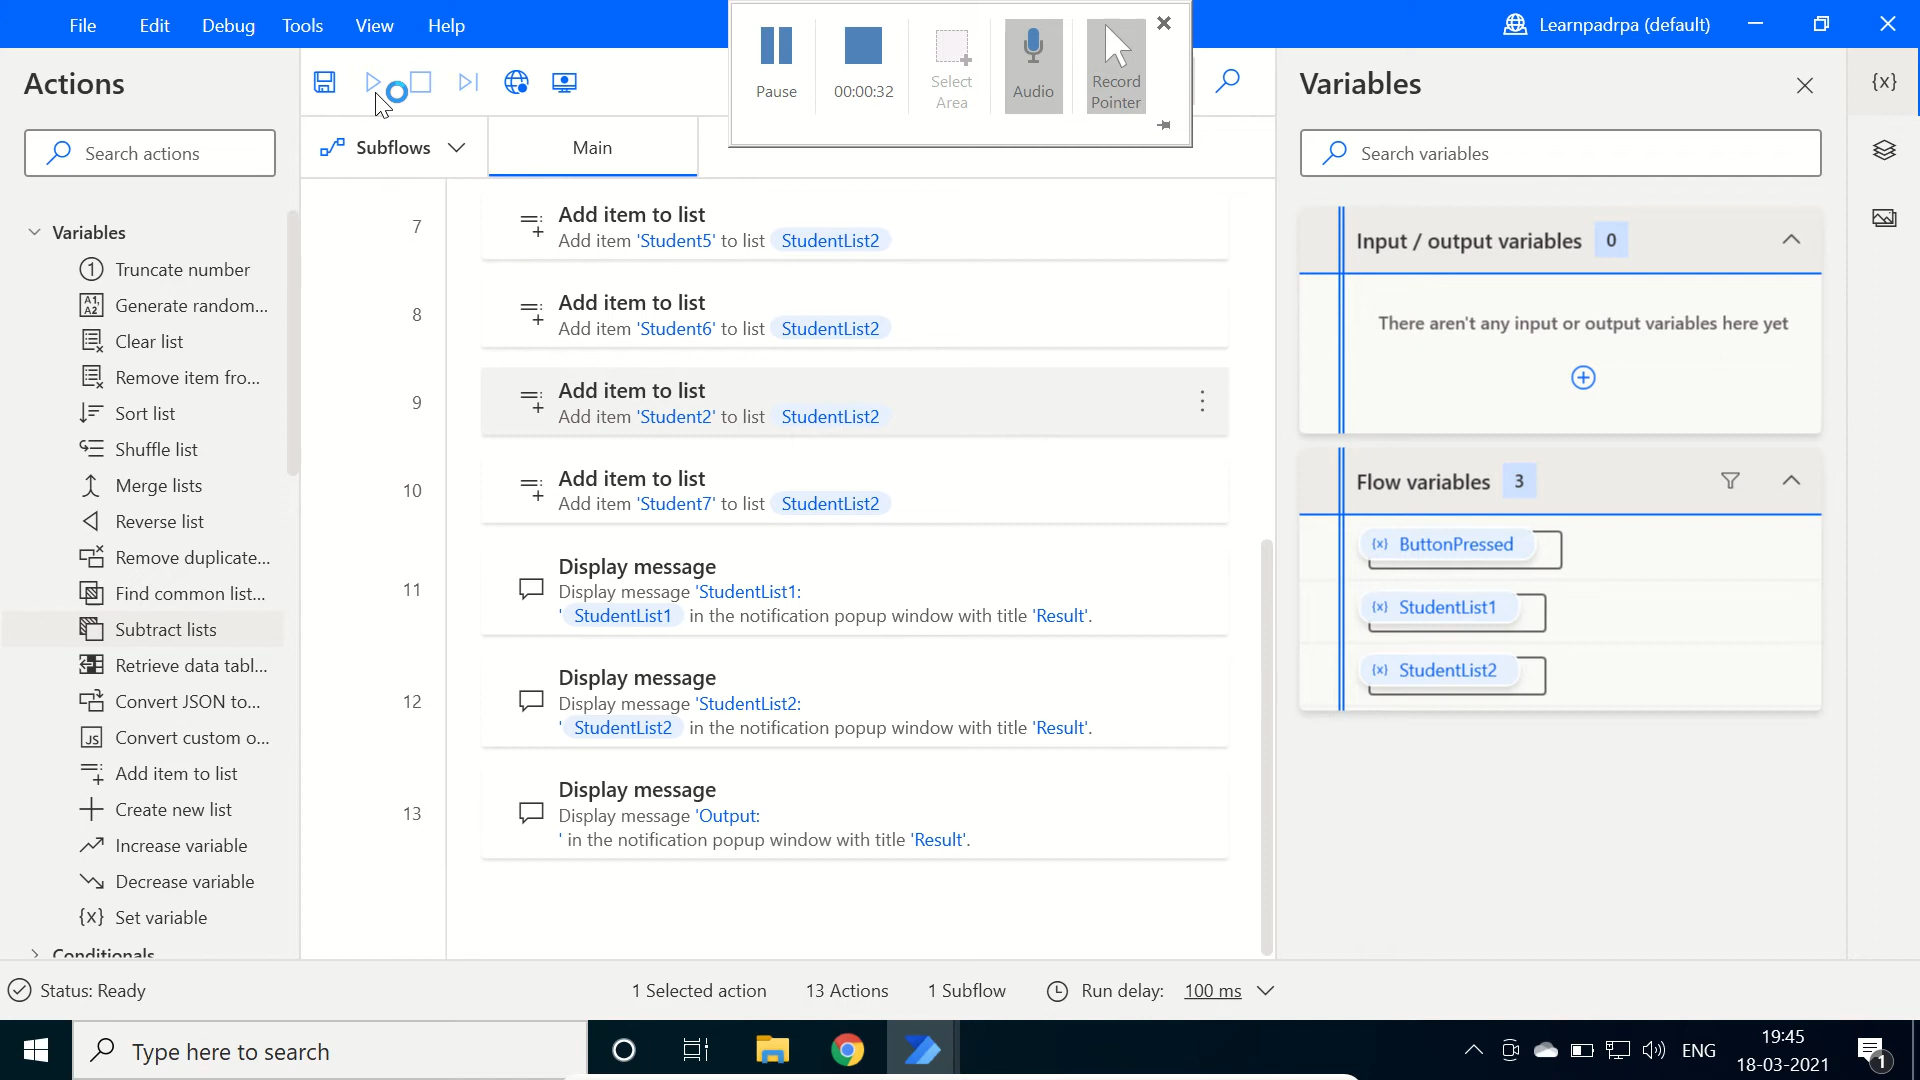 File Edit Debug Tools View Help
Learnpadrpa (default)
Pause
00:00:32
Select Area
Audio
Record Pointer
Actions
Search actions
Subflows
Main
Variables
Truncate number
Generate random...
Clear list
Remove item fro...
Sort list
Shuffle list
Merge lists
Reverse list
Remove duplicate...
Find common list...
Subtract lists
Retrieve data tabl...
Convert JSON to...
Convert custom o...
Add item to list
Create new list
Increase variable
Decrease variable
{x} Set variable
Conditionals
7
Add item to list
Add item 'Student5' to list StudentList2
8
Add item to list
Add item 'Student6' to list StudentList2
9
Add item to list
Add item 'Student2' to list StudentList2
10
Add item to list
Add item 'Student7' to list StudentList2
11
Display message
Display message 'StudentList1:
' StudentList1 in the notification popup window with title 'Result'.
12
Display message
Display message 'StudentList2:
' StudentList2 in the notification popup window with title 'Result'.
13
Display message
Display message 'Output:
' in the notification popup window with title 'Result'.
Variables
{x}
Search variables
Input / output variables 0
There aren't any input or output variables here yet
Flow variables 3
{x} ButtonPressed
{x} StudentList1
{x} StudentList2
Status: Ready
1 Selected action
13 Actions
1 Subflow
Run delay: 100 ms
Type here to search
ENG
19:45
18-03-2021
1